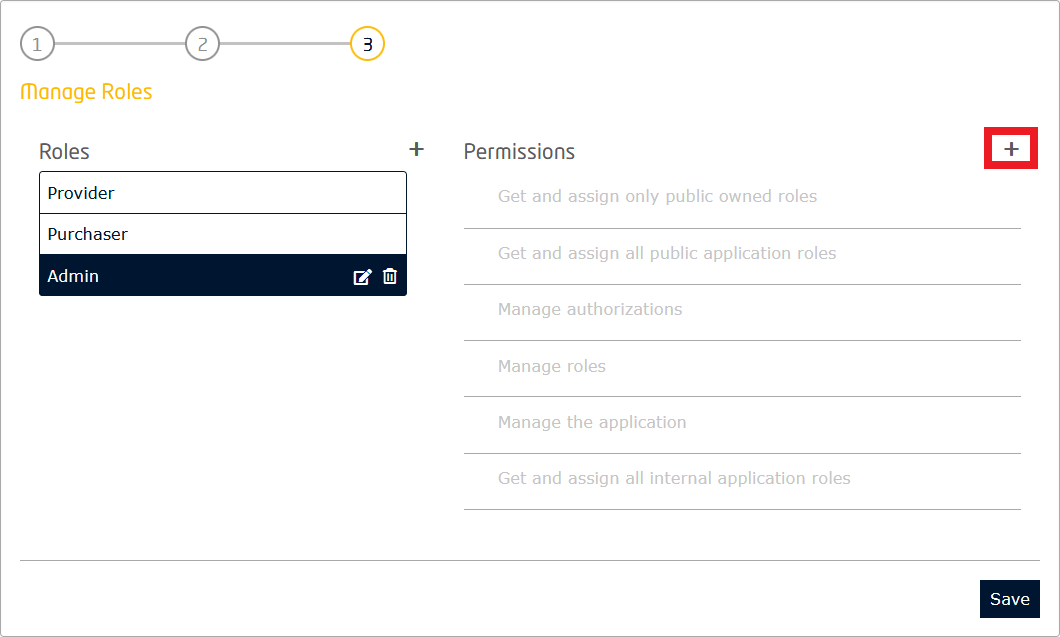 1 2 3
Manage Roles
Roles + Permissions +
Provider
Purchaser
Admin
Get and assign only public owned roles
Get and assign all public application roles
Manage authorizations
Manage roles
Manage the application
Get and assign all internal application roles
Save